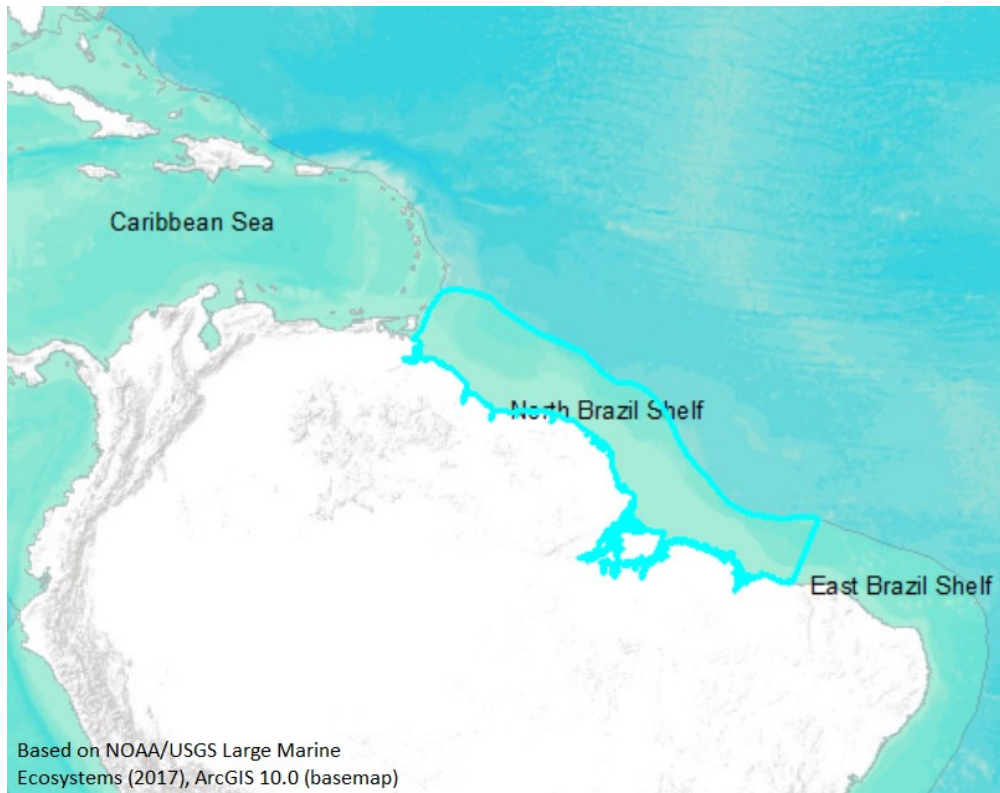 Caribbean Sea
North Brazil Shelf
East Brazil Shelf
Based on NOAA/USGS Large Marine
Ecosystems (2017), ArcGIS 10.0 (basemap)